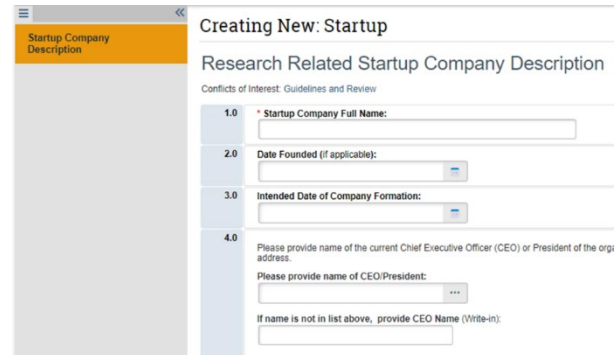 Startup Company
Description
Creating New: Startup
Research Related Startup Company Description
Conflicts of Interest: Guidelines and Review
1.0
* Startup Company Full Name:
2.0
Date Founded (if applicable):
3.0
Intended Date of Company Formation:
4.0
Please provide name of the current Chief Executive Officer (CEO) or President of the orga
address.
Please provide name of CEO/President:
...
If name is not in list above, provide CEO Name (Write-in):